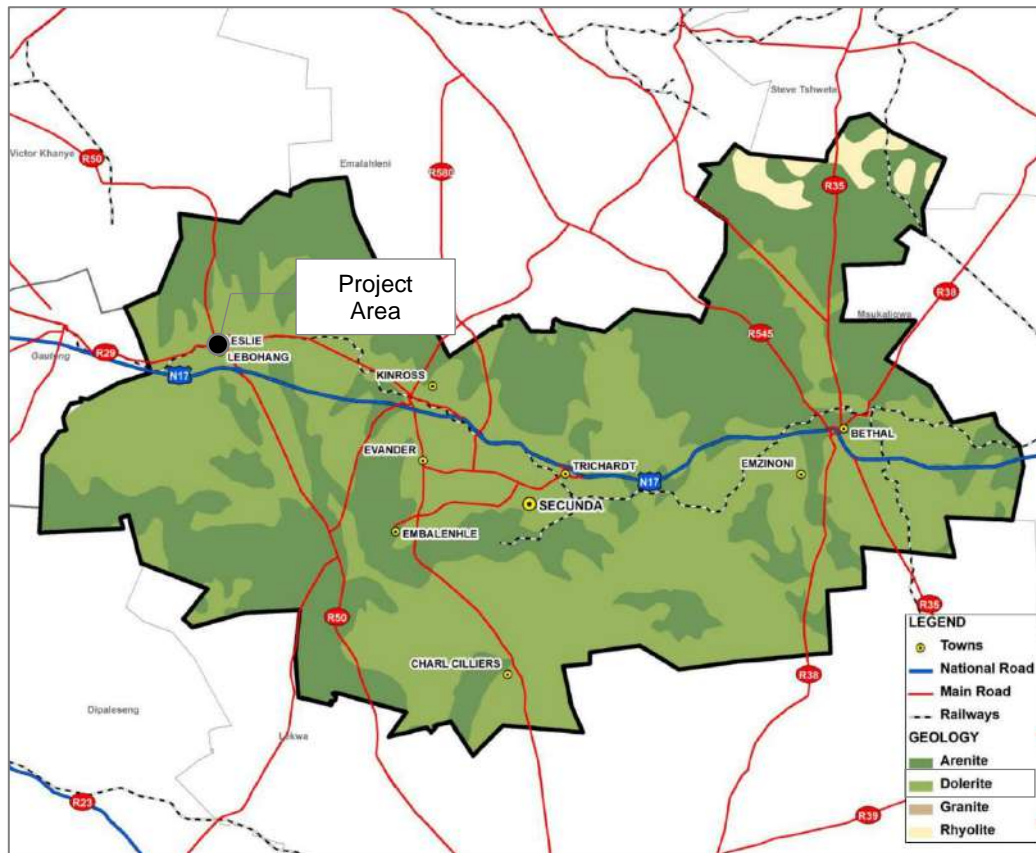 Steve Tshwete
Victor Khanye
R50
Emalahleni
R580
R35
Project
Area
R38
Msukaligwa
R545
ESLIE
LEBOHANG
Gauteng
R29
N17
KINROSS
BETHAL
EVANDER
TRICHARDT
EMZINONI
N17
SECUNDA
EMBALENHLE
R50
R35
CHARL CILLIERS
R38
Dipaleseng
Lekwa
R23
R39
LEGEND
Towns
National Road
Main Road
Railways
GEOLOGY
Arenite
Dolerite
Granite
Rhyolite